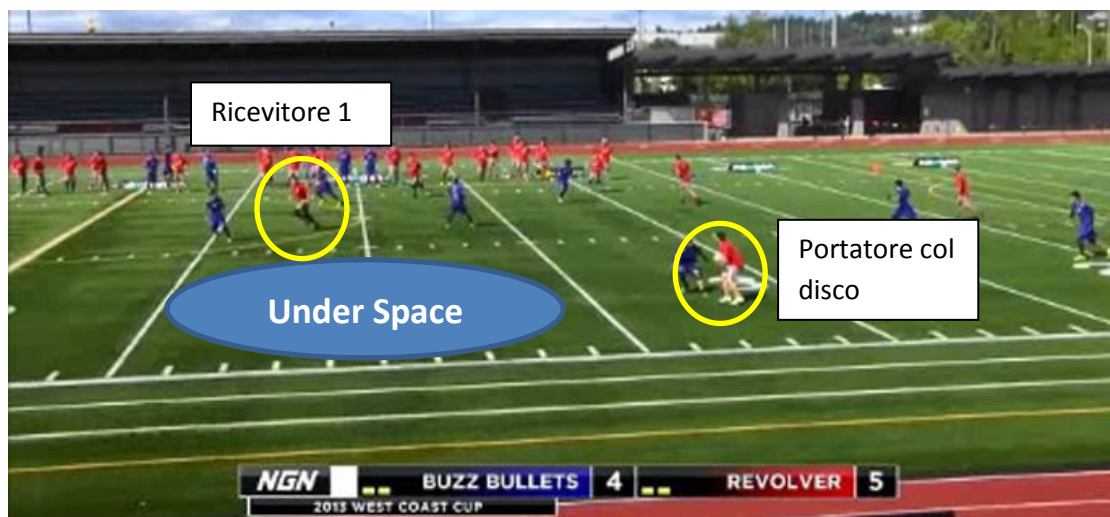 Ricevitore 1
Portatore col
disco
Under Space
NGN BUZZ BULLETS 4 REVOLVER 5
2013 WEST COAST CUP